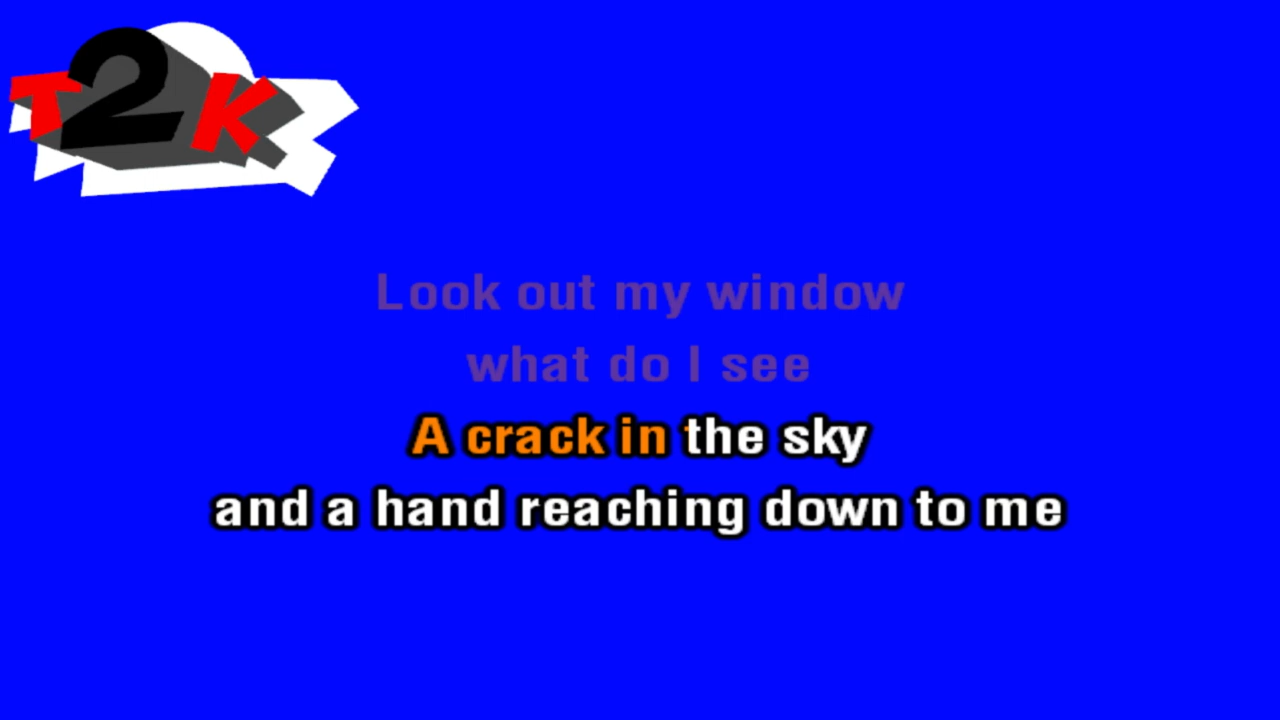 T2K
Look out my window
what do I see
A crack in the sky
and a hand reaching down to me